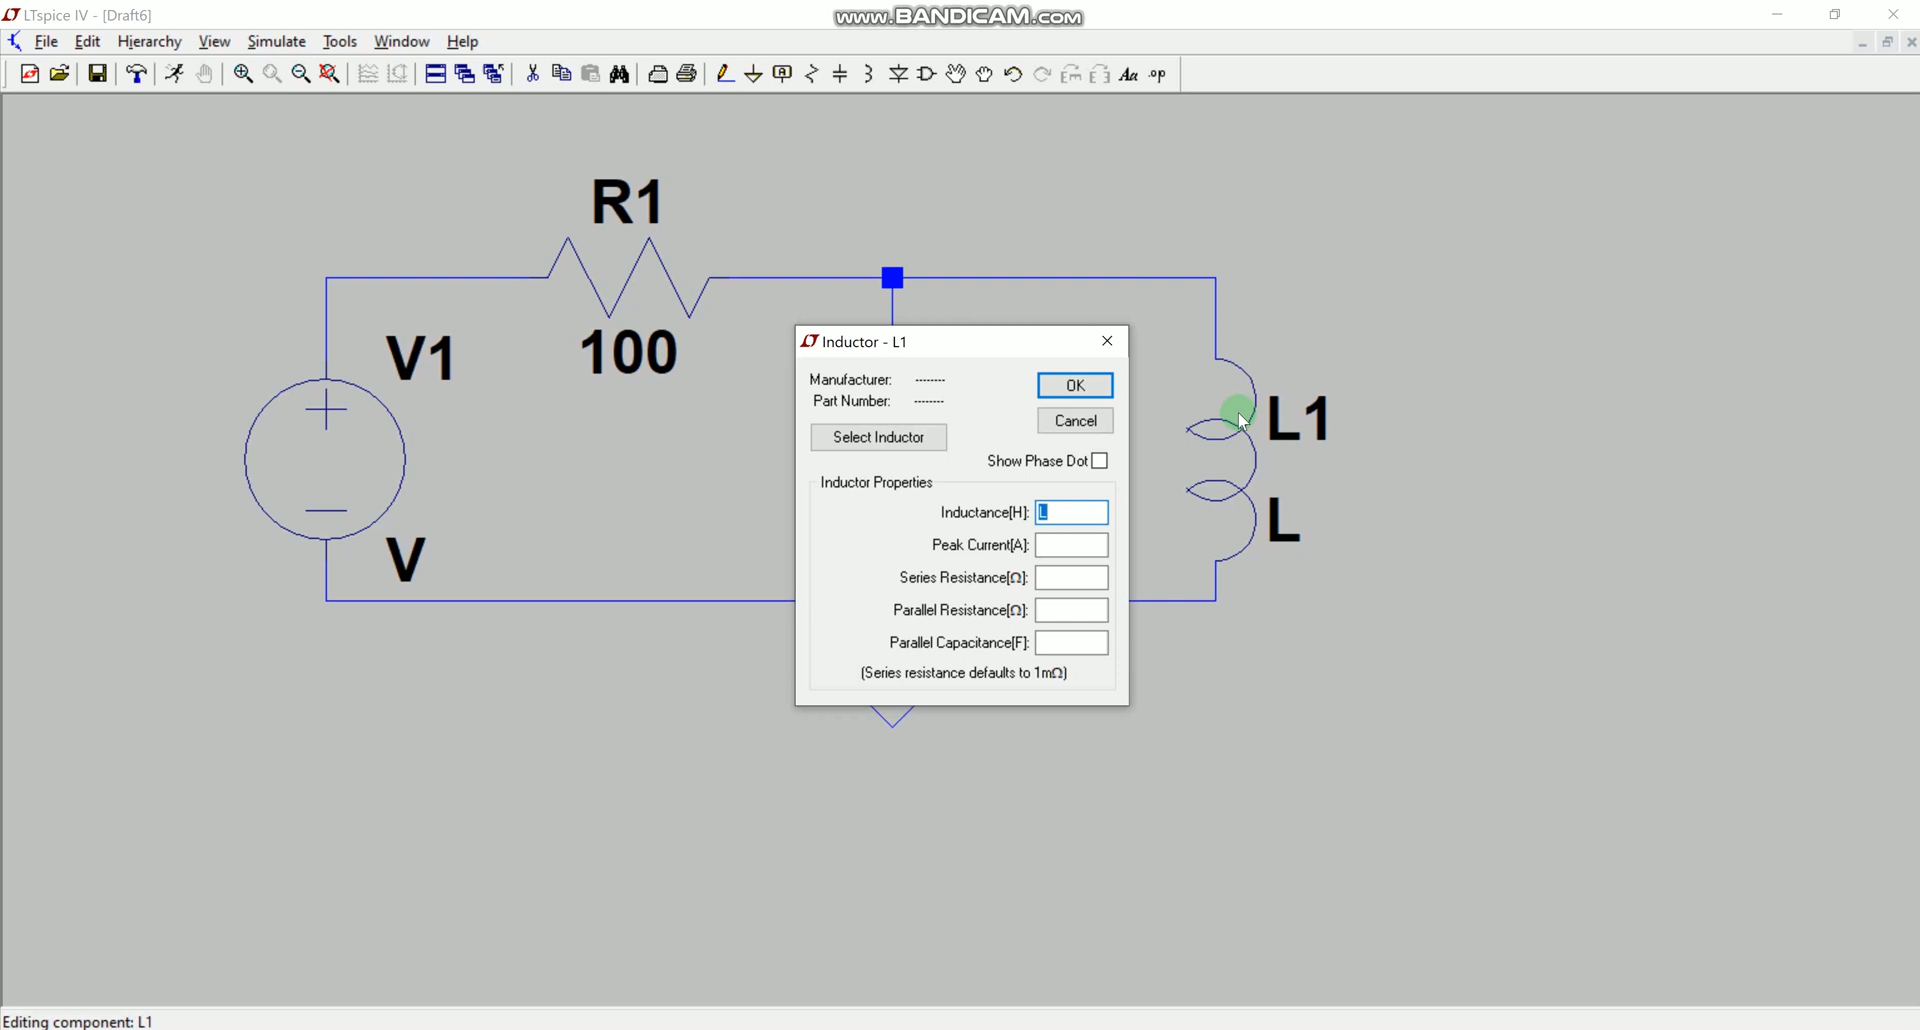 LTspice IV - [Draft6]
www.BANDICAM.com
File Edit Hierarchy View Simulate Tools Window Help
Aa .op
R1
100
V1
V
L1
L
Inductor - L1
Manufacturer: --------
OK
Part Number: --------
Cancel
Select Inductor
Show Phase Dot
Inductor Properties
Inductance[H]: L
Peak Current[A]:
Series Resistance[Ω]:
Parallel Resistance[Ω]:
Parallel Capacitance[F]:
(Series resistance defaults to 1mΩ)
Editing component: L1